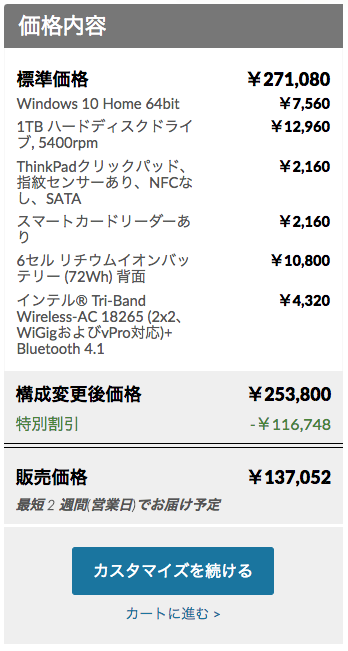 価格内容
標準価格 ￥271,080
Windows 10 Home 64bit ￥7,560
1TB ハードディスクドライ ￥12,960
ブ, 5400rpm
ThinkPadクリックパッド、 ￥2,160
指紋センサーあり、NFCな
し、SATA
スマートカードリーダーあ ￥2,160
り
6セル リチウムイオンバッ ￥10,800
テリー (72Wh) 背面
インテル® Tri-Band ￥4,320
Wireless-AC 18265 (2x2、
WiGigおよびvPro対応)+
Bluetooth 4.1
構成変更後価格 ￥253,800
特別割引 -￥116,748
販売価格 ￥137,052
最短 2 週間(営業日)でお届け予定
カスタマイズを続ける
カートに進む >